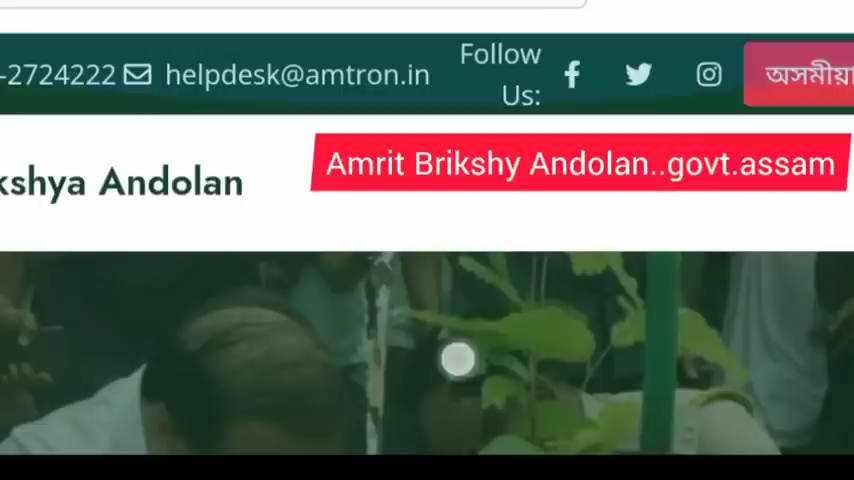 Follow
-2724222 helpdesk@amtron.in
Us:
অসমীয়া
kshya Andolan
Amrit Brikshy Andolan..govt.assam